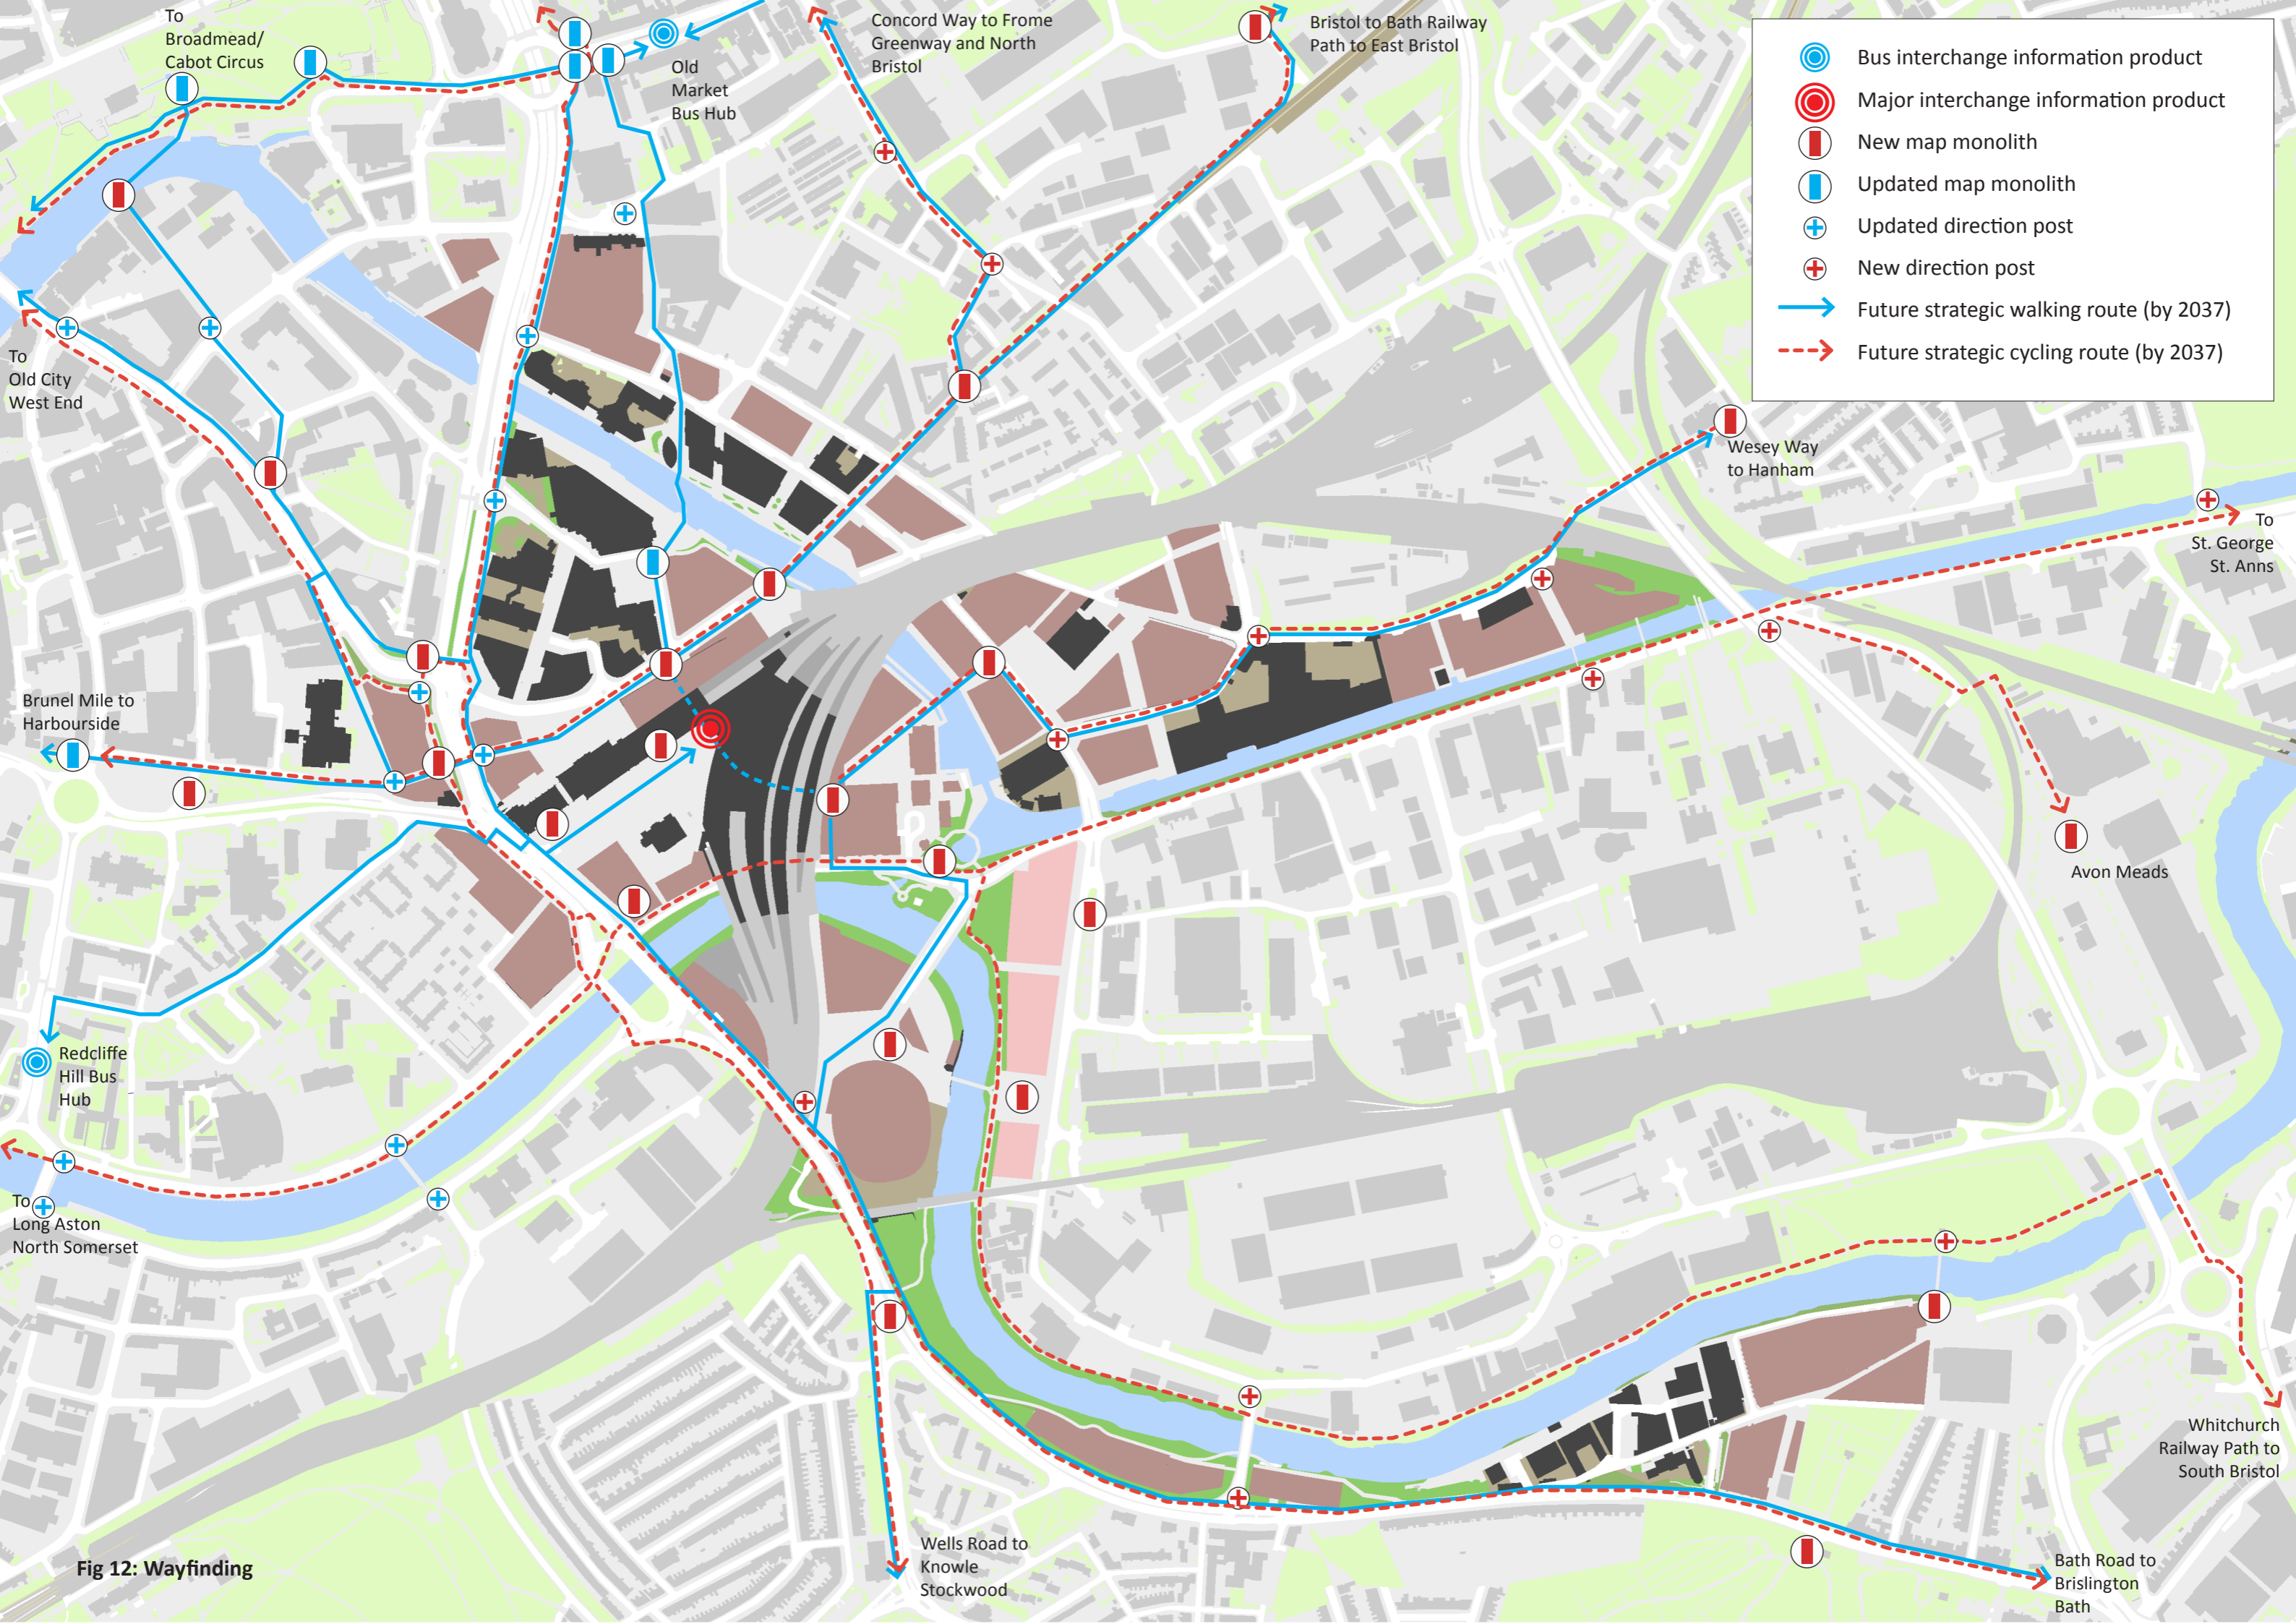 To
Broadmead/
Cabot Circus
Old
Market
Bus Hub
Concord Way to Frome
Greenway and North
Bristol
Bristol to Bath Railway
Path to East Bristol
Bus interchange information product
Major interchange information product
New map monolith
Updated map monolith
Updated direction post
New direction post
Future strategic walking route (by 2037)
Future strategic cycling route (by 2037)
To
Old City
West End
Wesey Way
to Hanham
To
St. George
St. Anns
Brunel Mile to
Harbourside
Avon Meads
Redcliffe
Hill Bus
Hub
To
Long Aston
North Somerset
Whitchurch
Railway Path to
South Bristol
Wells Road to
Knowle
Stockwood
Bath Road to
Brislington
Bath
Fig 12: Wayfinding